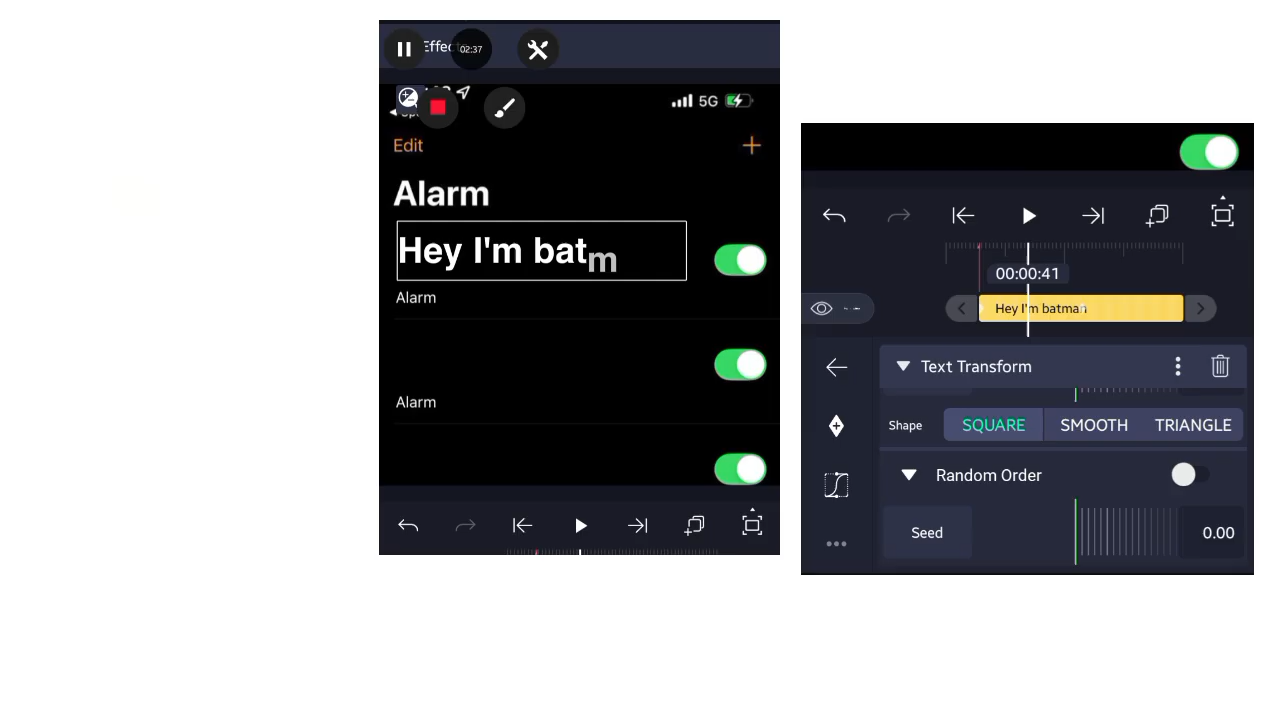 Effec
02:37
5G
Edit
+
Alarm
Hey I'm batm
Alarm
Alarm
00:00:41
Hey I'm batman
Text Transform
Shape
SQUARE
SMOOTH
TRIANGLE
Random Order
Seed
0.00